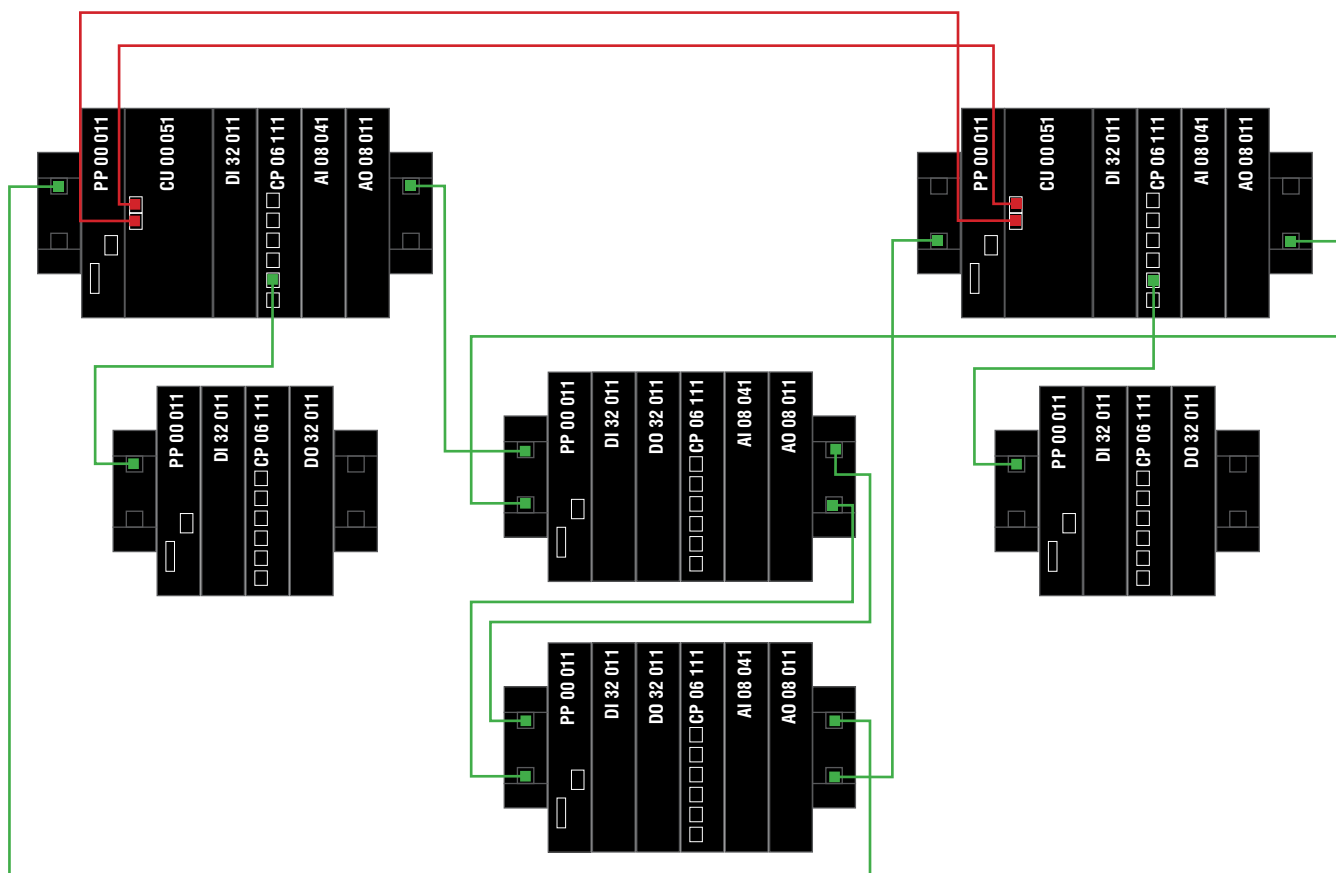 PP 00 011
CU 00 051
DI 32 011
CP 06 111
AI 08 041
AO 08 011
PP 00 011
CU 00 051
DI 32 011
CP 06 111
AI 08 041
AO 08 011
PP 00 011
DI 32 011
CP 06 111
DO 32 011
PP 00 011
DI 32 011
DO 32 011
CP 06 111
AI 08 041
AO 08 011
PP 00 011
DI 32 011
CP 06 111
DO 32 011
PP 00 011
DI 32 011
DO 32 011
CP 06 111
AI 08 041
AO 08 011